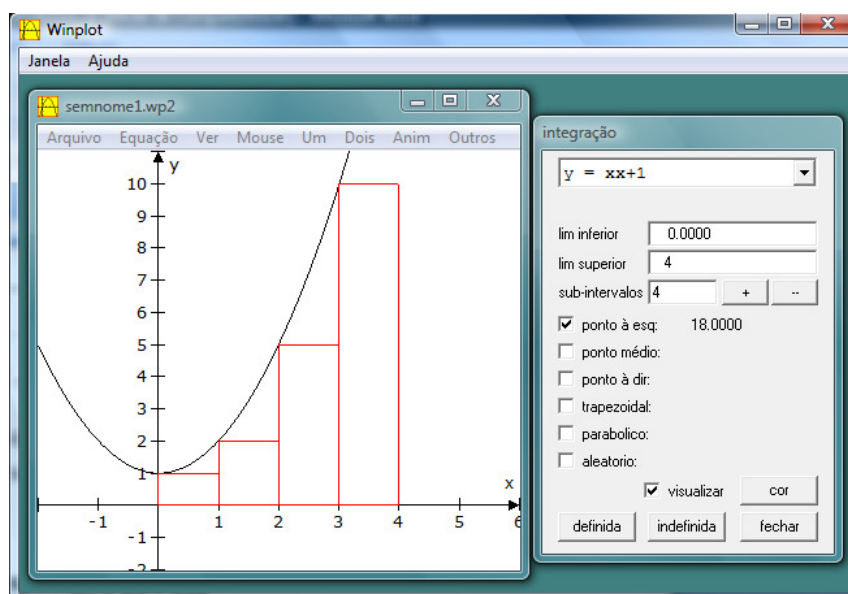 Winplot
Janela Ajuda
semnome1.wp2
Arquivo Equação Ver Mouse Um Dois Anim Outros
y
10
9
8
7
6
5
4
3
2
1
x
-1 1 2 3 4 5 6
-1
-2
integração
y = xx+1
lim inferior 0.0000
lim superior 4
sub-intervalos 4 + --
ponto à esq: 18.0000
ponto médio:
ponto à dir:
trapezoidal:
parabolico:
aleatorio:
visualizar cor
definida indefinida fechar